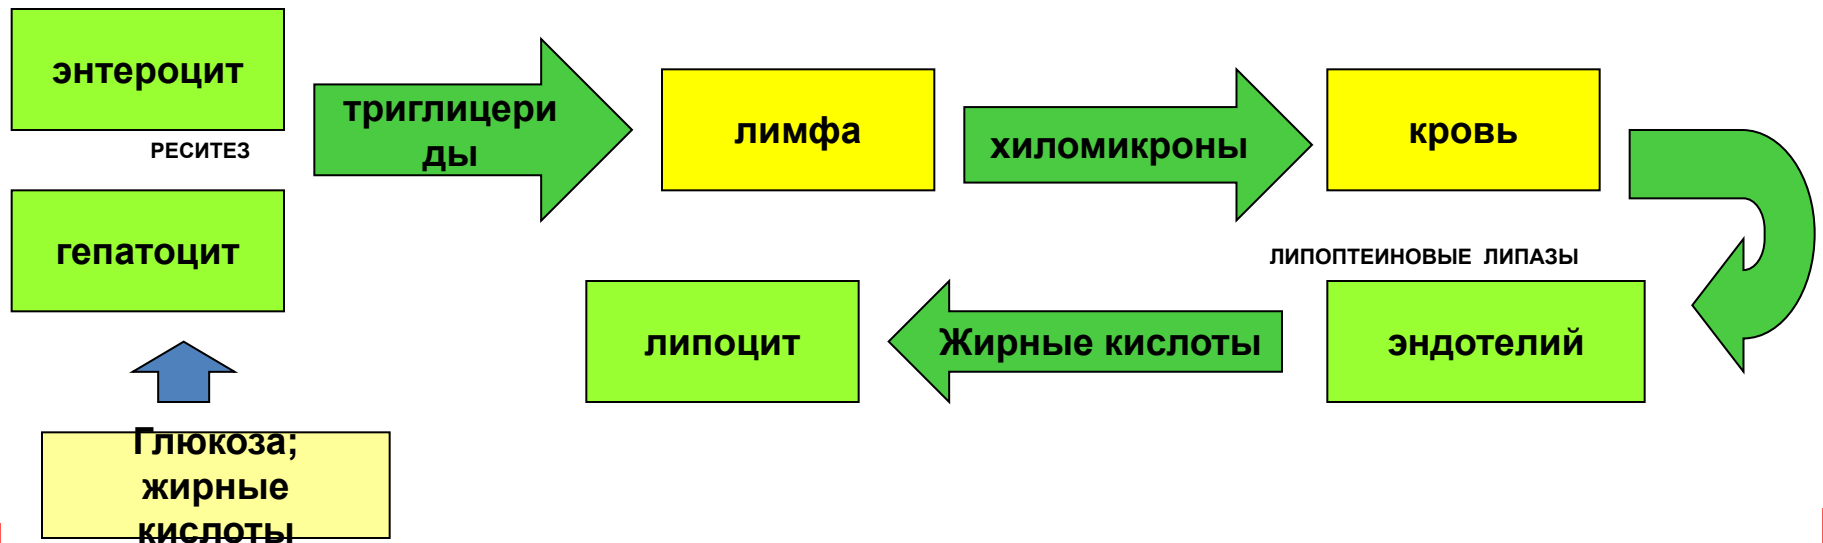 энтероцит
РЕСИТЕЗ
гепатоцит
Глюкоза;
жирные
кислоты
триглицери
ды
лимфа
хиломикроны
кровь
ЛИПОПТЕИНОВЫЕ ЛИПАЗЫ
эндотелий
Жирные кислоты
липоцит